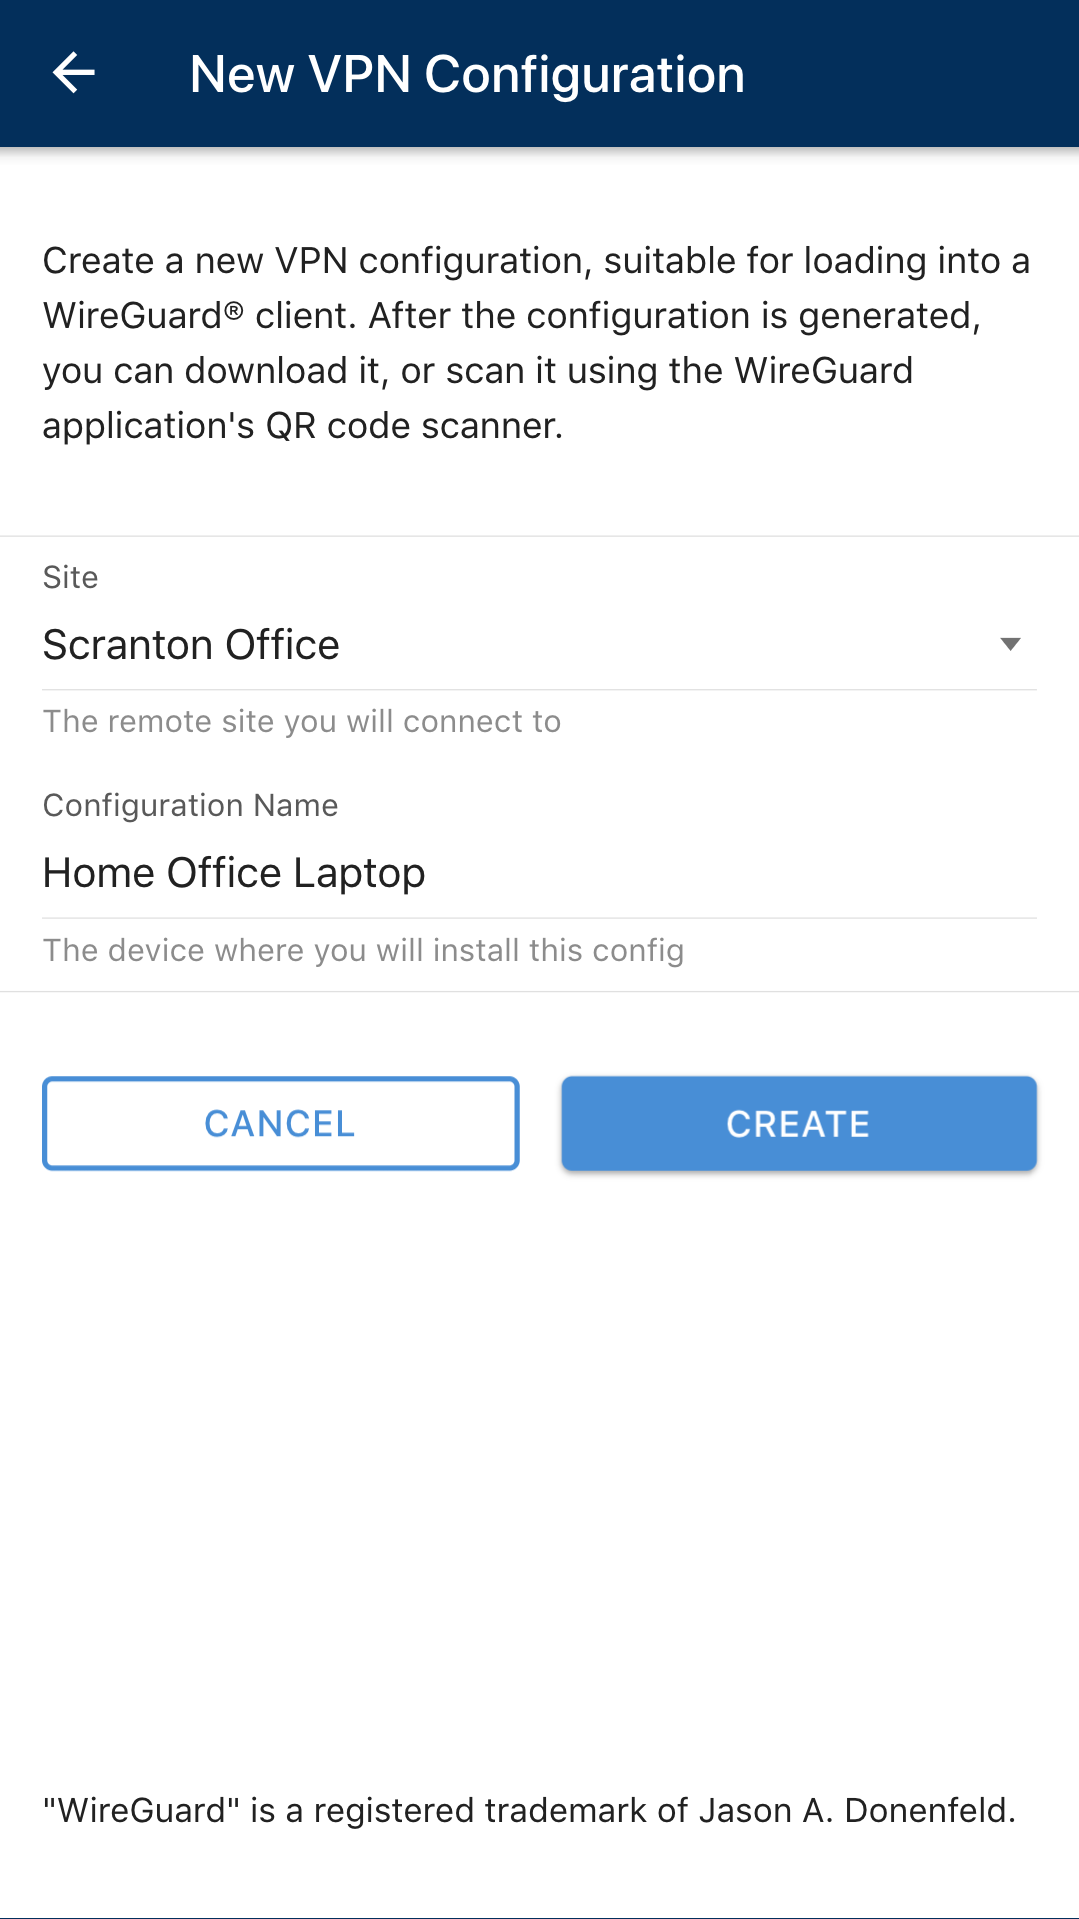 New VPN Configuration
Create a new VPN configuration, suitable for loading into a
WireGuard® client. After the configuration is generated,
you can download it, or scan it using the WireGuard
application's QR code scanner.
Site
Scranton Office
The remote site you will connect to
Configuration Name
Home Office Laptop
The device where you will install this config
CANCEL
CREATE
"WireGuard" is a registered trademark of Jason A. Donenfeld.